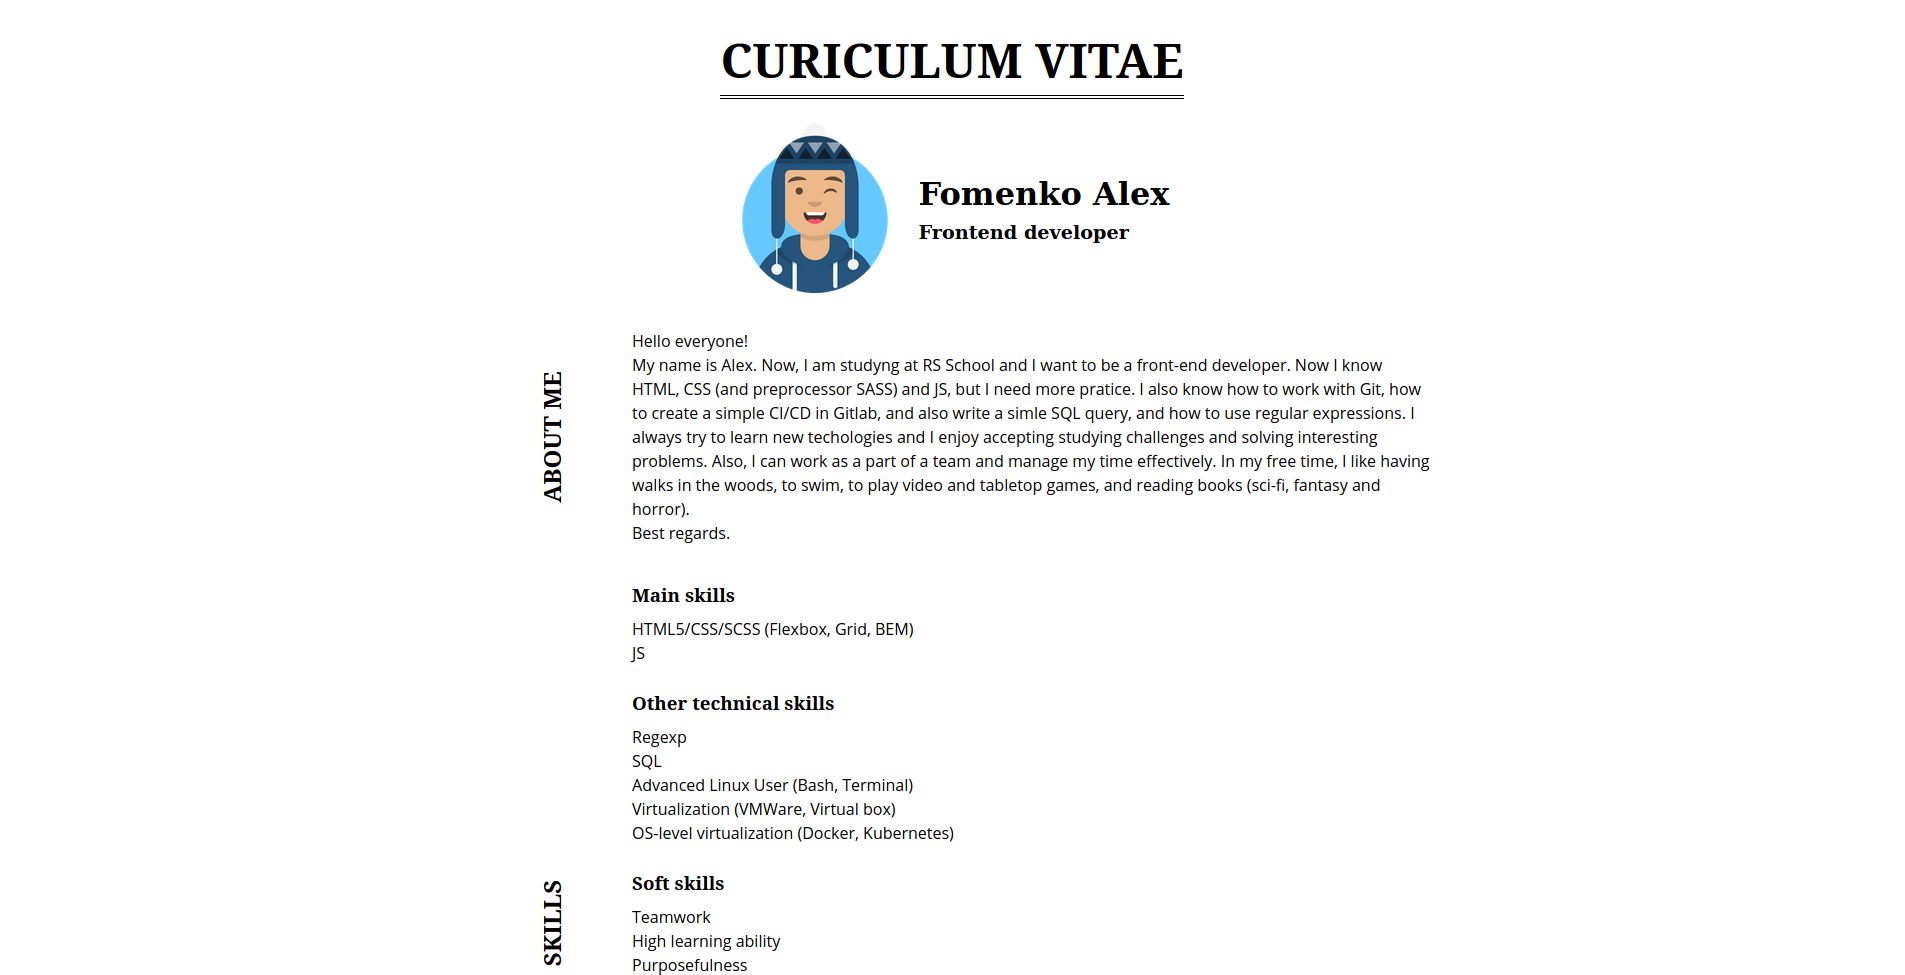 CURICULUM VITAE
Fomenko Alex
Frontend developer
ABOUT ME
Hello everyone!
My name is Alex. Now, I am studyng at RS School and I want to be a front-end developer. Now I know
HTML, CSS (and preprocessor SASS) and JS, but I need more pratice. I also know how to work with Git, how
to create a simple CI/CD in Gitlab, and also write a simle SQL query, and how to use regular expressions. I
always try to learn new techologies and I enjoy accepting studying challenges and solving interesting
problems. Also, I can work as a part of a team and manage my time effectively. In my free time, I like having
walks in the woods, to swim, to play video and tabletop games, and reading books (sci-fi, fantasy and
horror).
Best regards.
SKILLS
Main skills
HTML5/CSS/SCSS (Flexbox, Grid, BEM)
JS
Other technical skills
Regexp
SQL
Advanced Linux User (Bash, Terminal)
Virtualization (VMWare, Virtual box)
OS-level virtualization (Docker, Kubernetes)
Soft skills
Teamwork
High learning ability
Purposefulness